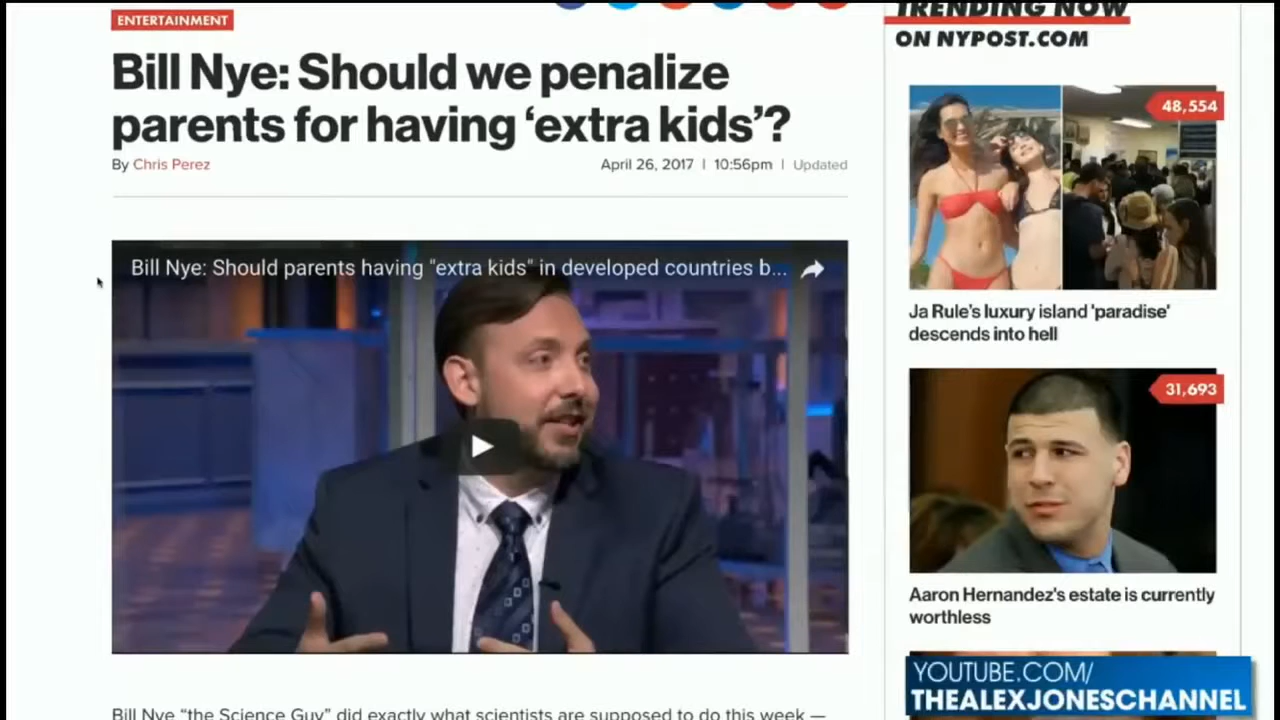 ENTERTAINMENT
Bill Nye: Should we penalize
parents for having ‘extra kids’?
By Chris Perez
April 26, 2017 | 10:56pm | Updated
Bill Nye: Should parents having "extra kids" in developed countries b...
Bill Nye “the Science Guy” did exactly what scientists are supposed to do this week —
TRENDING NOW
ON NYPOST.COM
48,554
Ja Rule’s luxury island 'paradise'
descends into hell
31,693
Aaron Hernandez's estate is currently
worthless
YOUTUBE.COM/
THEALEXJONESCHANNEL